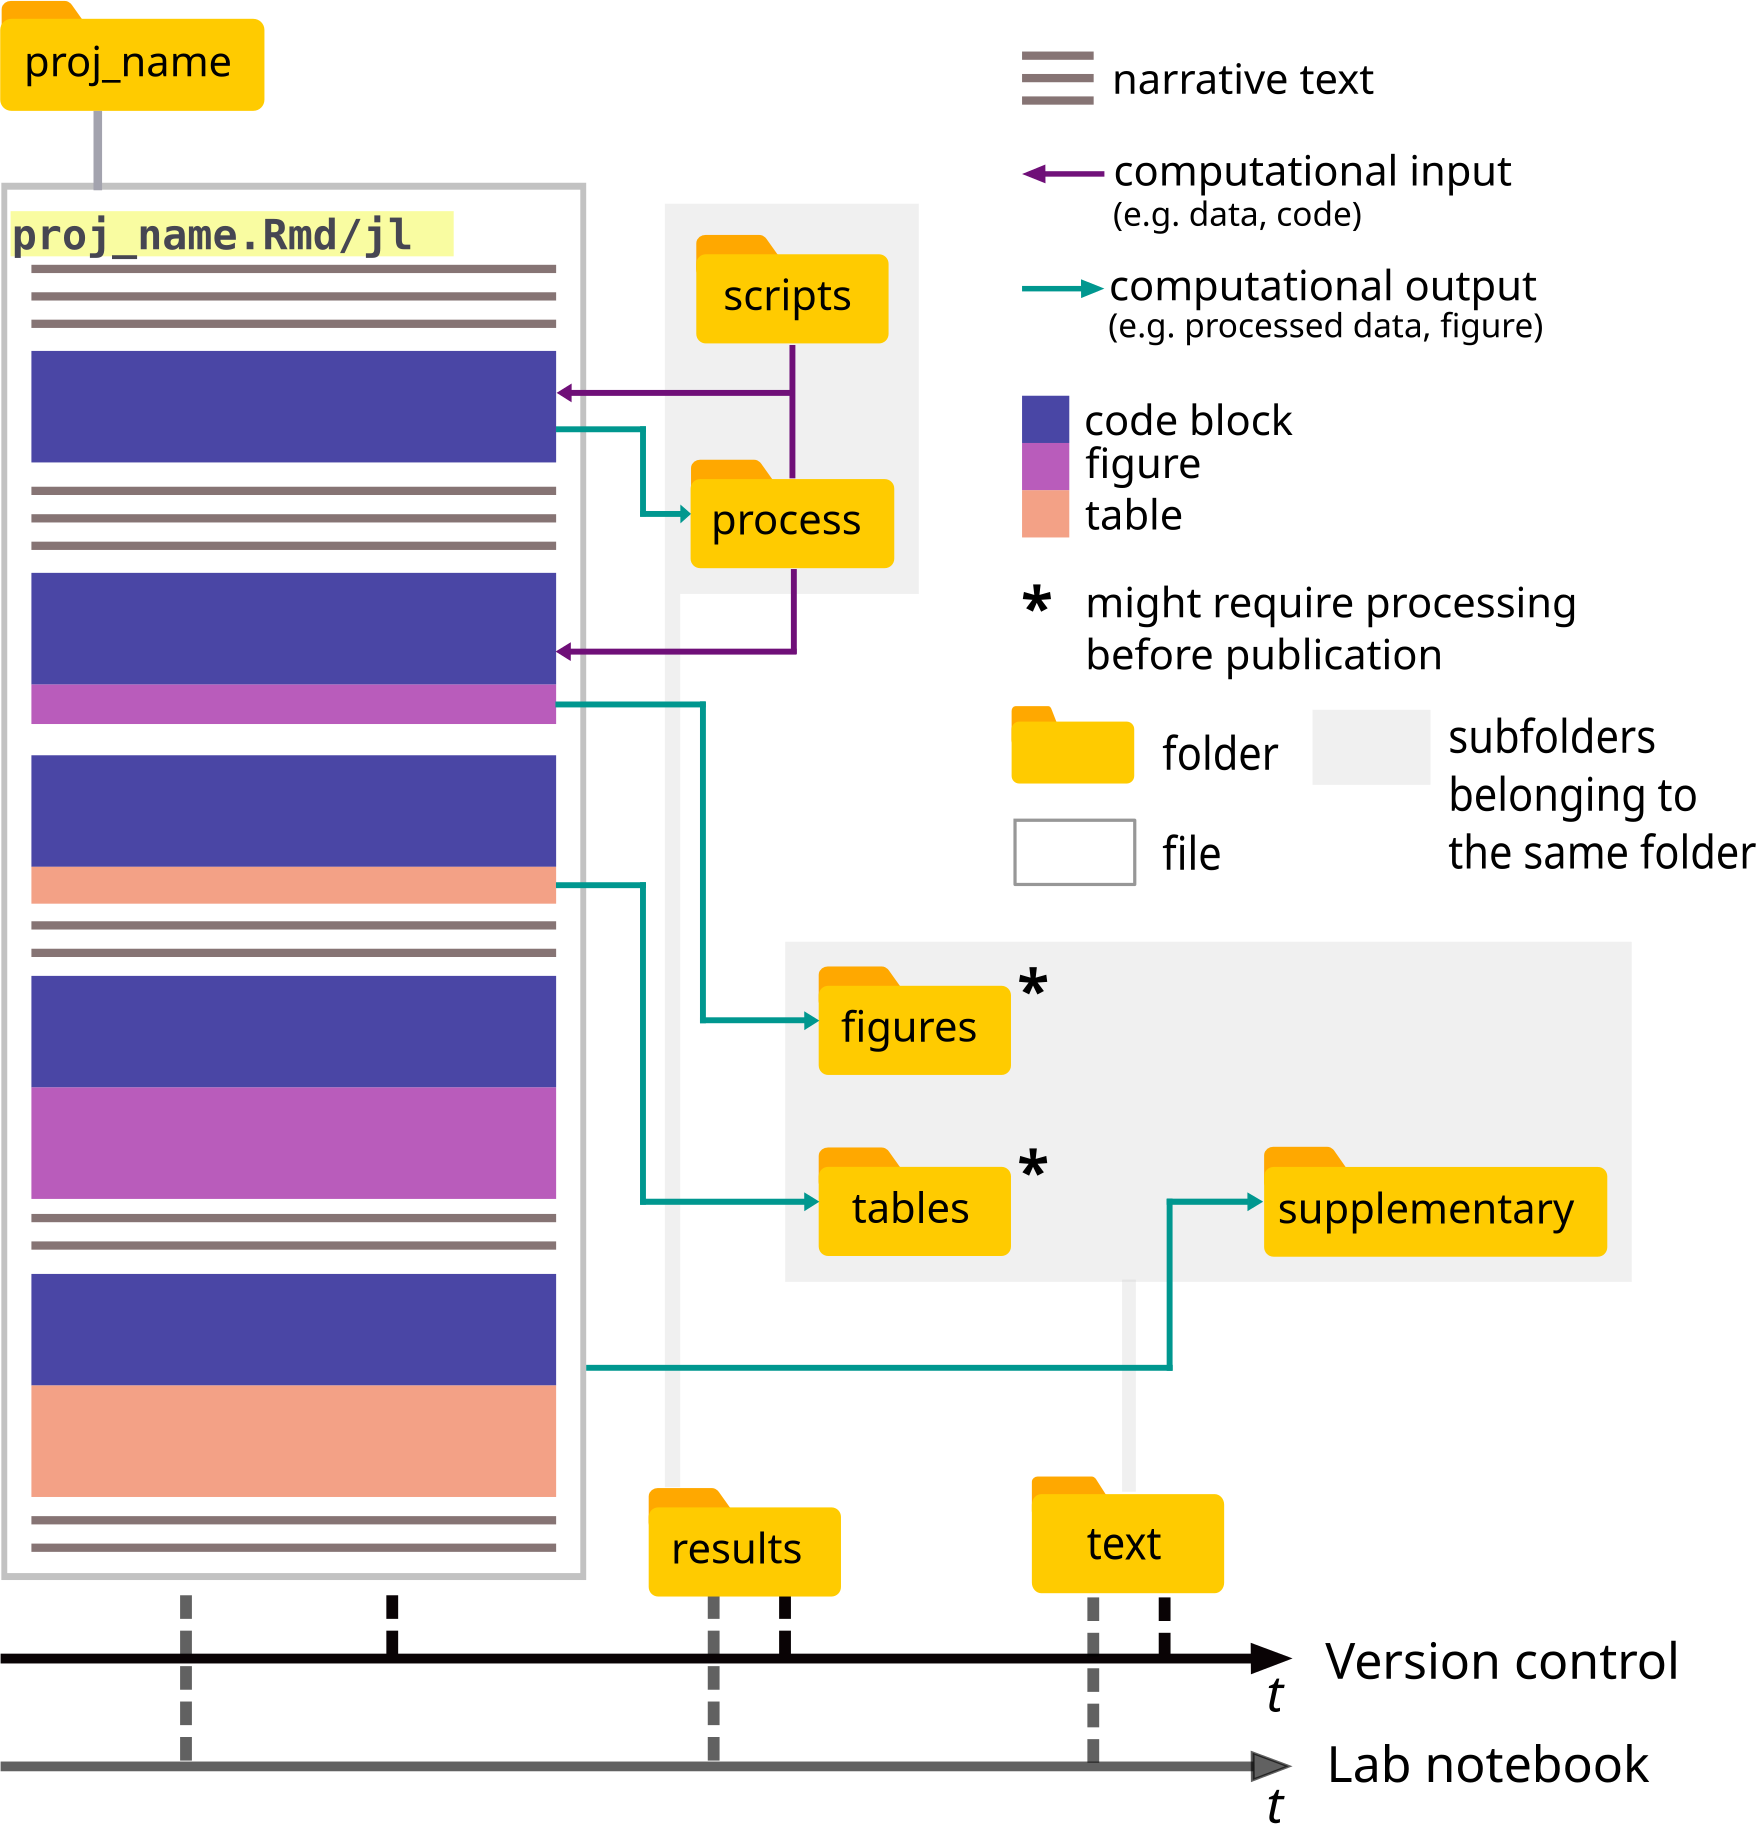 proj_name
proj_name.Rmd/jl
scripts
process
figures
*
tables
*
supplementary
results
text
narrative text
computational input
(e.g. data, code)
computational output
(e.g. processed data, figure)
code block
figure
table
* might require processing
before publication
folder
file
subfolders
belonging to
the same folder
Version control
t
Lab notebook
t